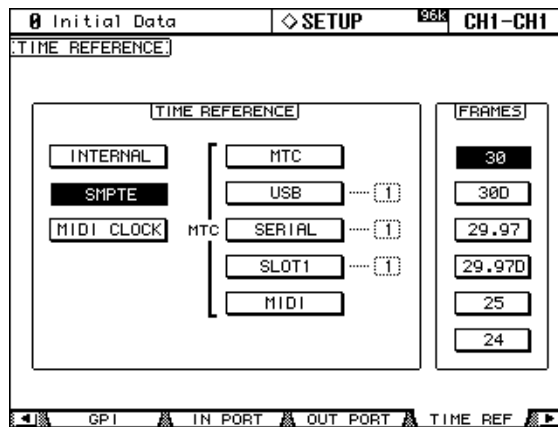 0 Initial Data ◇SETUP 96k CH1-CH1
TIME REFERENCE
TIME REFERENCE
FRAMES
INTERNAL
SMPTE
MIDI CLOCK
MTC
MTC
USB 1
SERIAL 1
SLOT1 1
MIDI
30
30D
29.97
29.97D
25
24
GPI IN PORT OUT PORT TIME REF